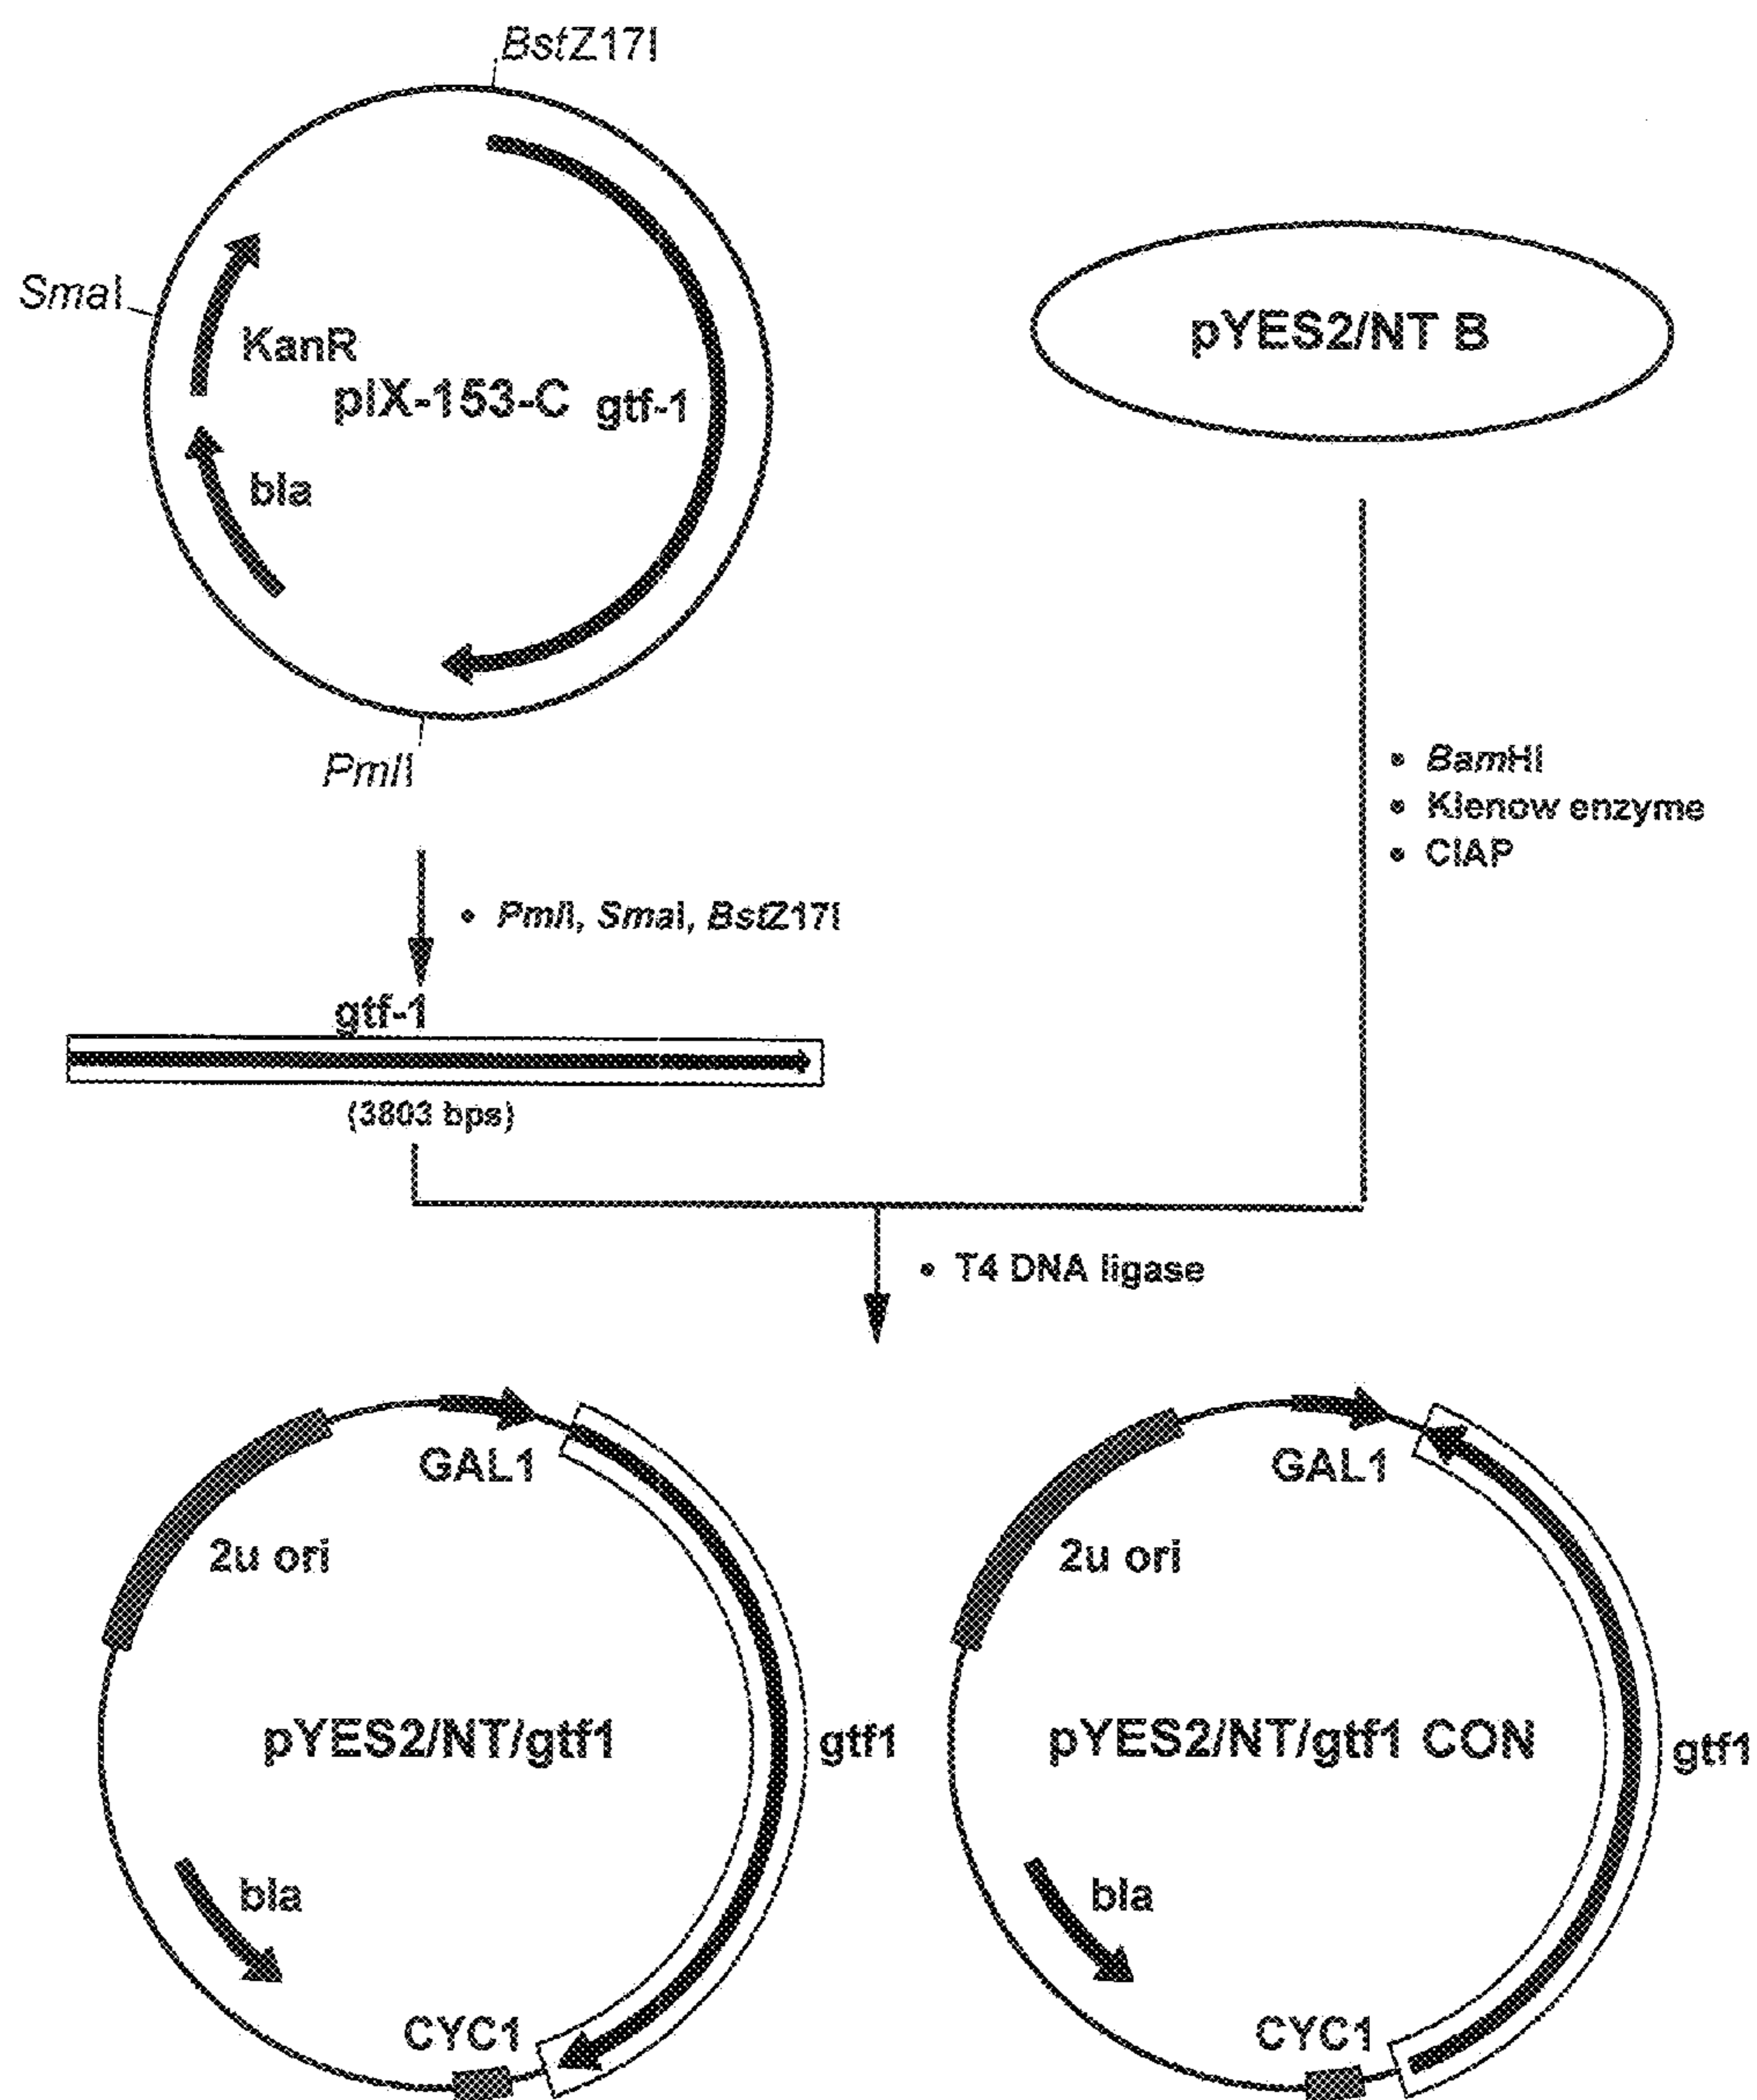 BstZ17I
SmaI
KanR
pIX-153-C
gtf-1
bla
PmlI
pYES2/NT B
• BamHI
• Klenow enzyme
• CIAP
• PmlI, SmaI, BstZ17I
gtf-1
(3803 bps)
• T4 DNA ligase
GAL1
2u ori
pYES2/NT/gtf1
gtf1
bla
CYC1
GAL1
2u ori
pYES2/NT/gtf1 CON
gtf1
bla
CYC1